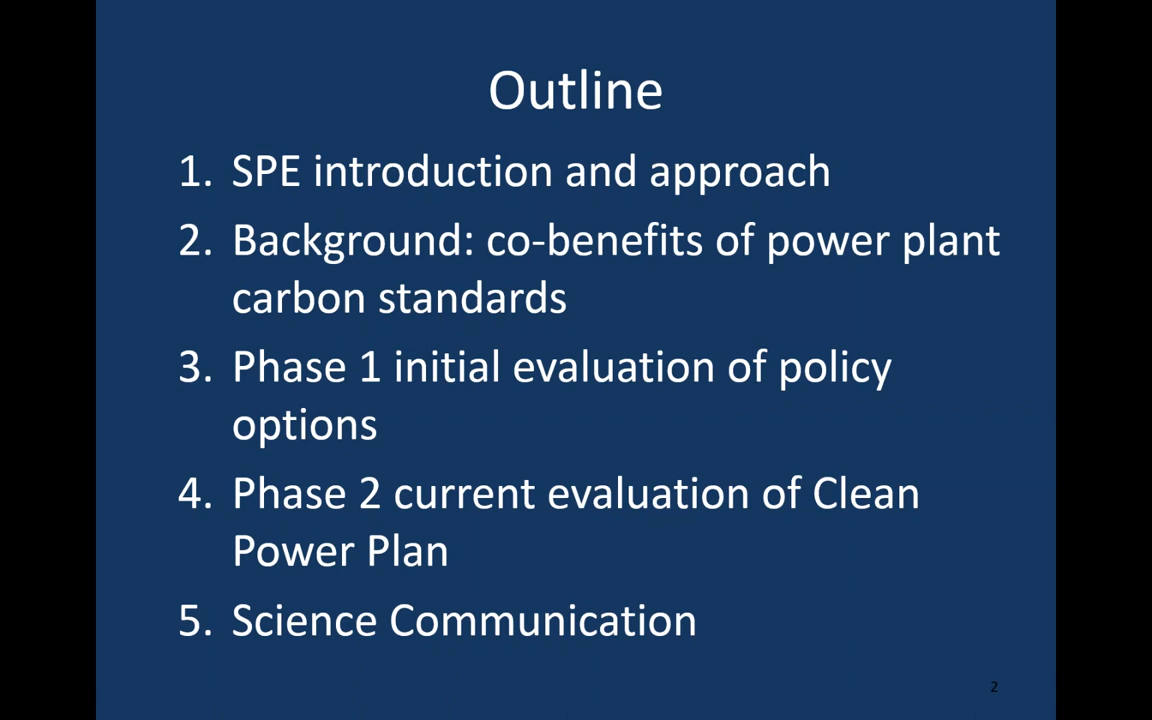 Outline
1. SPE introduction and approach
2. Background: co-benefits of power plant
carbon standards
3. Phase 1 initial evaluation of policy
options
4. Phase 2 current evaluation of Clean
Power Plan
5. Science Communication
2